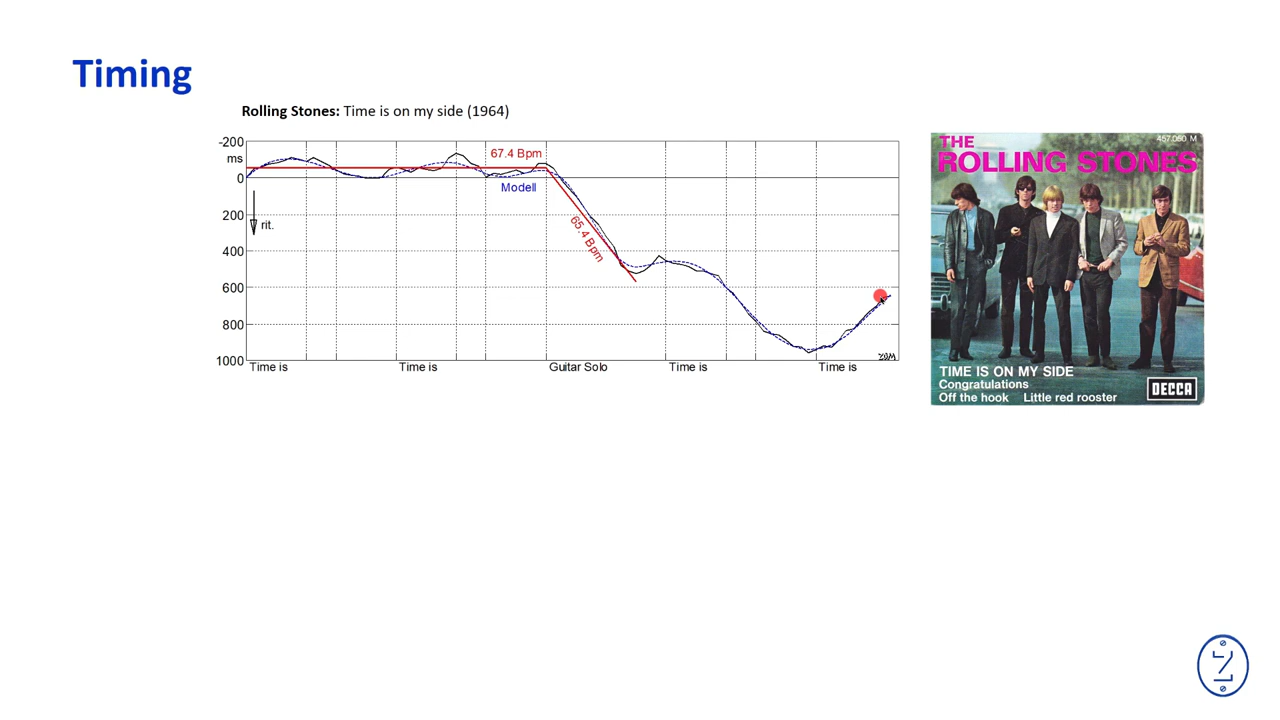 Timing
Rolling Stones: Time is on my side (1964)
-200
ms
0
200
400
600
800
1000
rit.
67.4 Bpm
Modell
65.4 Bpm
Time is
Time is
Guitar Solo
Time is
Time is
457.050 M
THE
ROLLING STONES
TIME IS ON MY SIDE
Congratulations
Off the hook Little red rooster
DECCA